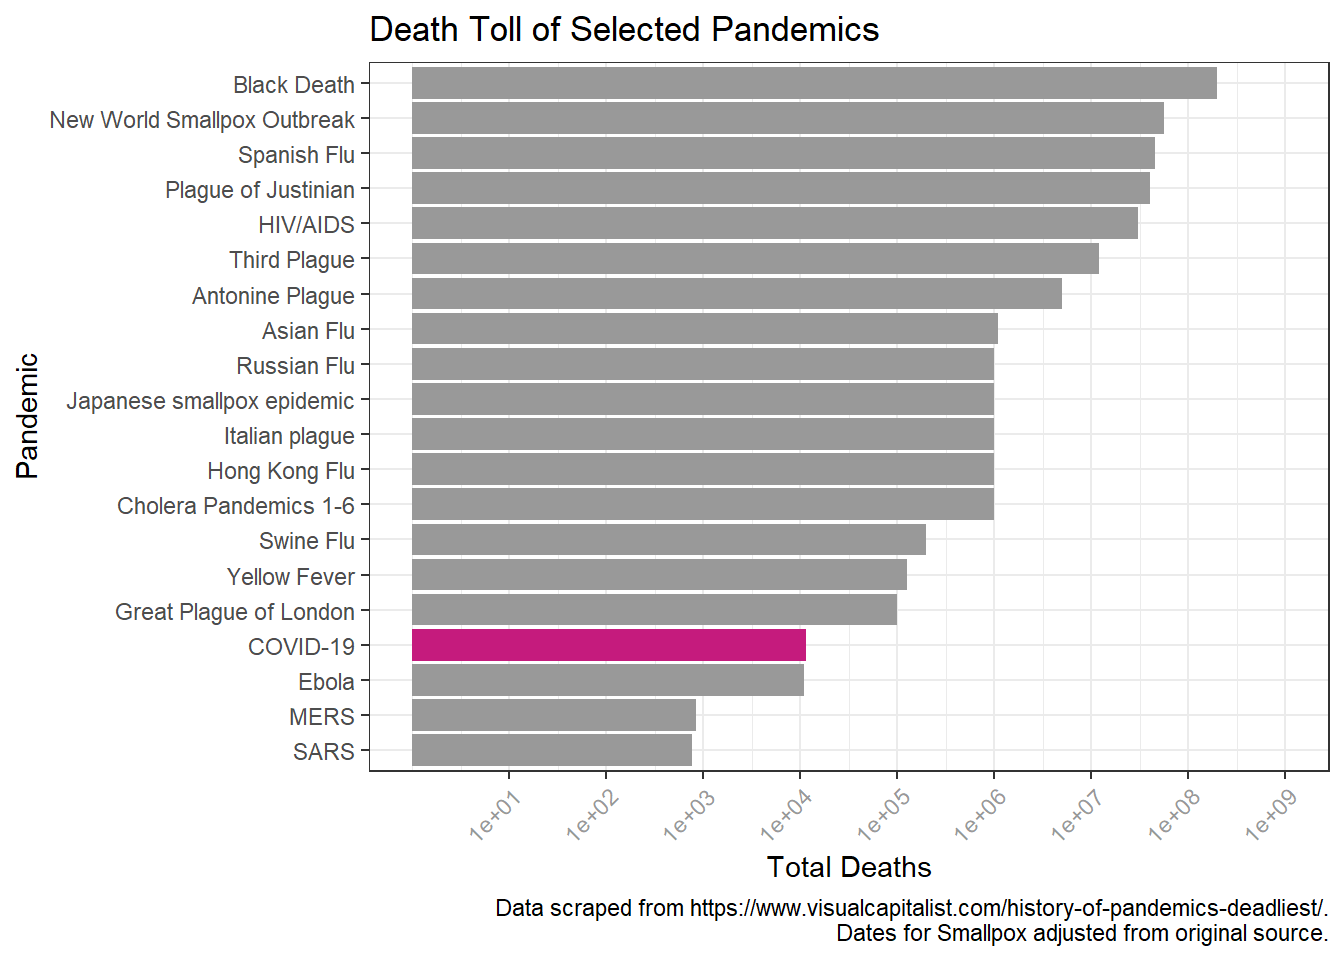 Death Toll of Selected Pandemics
Black Death
New World Smallpox Outbreak
Spanish Flu
Plague of Justinian
HIV/AIDS
Third Plague
Antonine Plague
Asian Flu
Russian Flu
Japanese smallpox epidemic
Italian plague
Hong Kong Flu
Cholera Pandemics 1-6
Swine Flu
Yellow Fever
Great Plague of London
COVID-19
Ebola
MERS
SARS
Pandemic
1e+01
1e+02
1e+03
1e+04
1e+05
1e+06
1e+07
1e+08
1e+09
Total Deaths
Data scraped from https://www.visualcapitalist.com/history-of-pandemics-deadliest/.
Dates for Smallpox adjusted from original source.